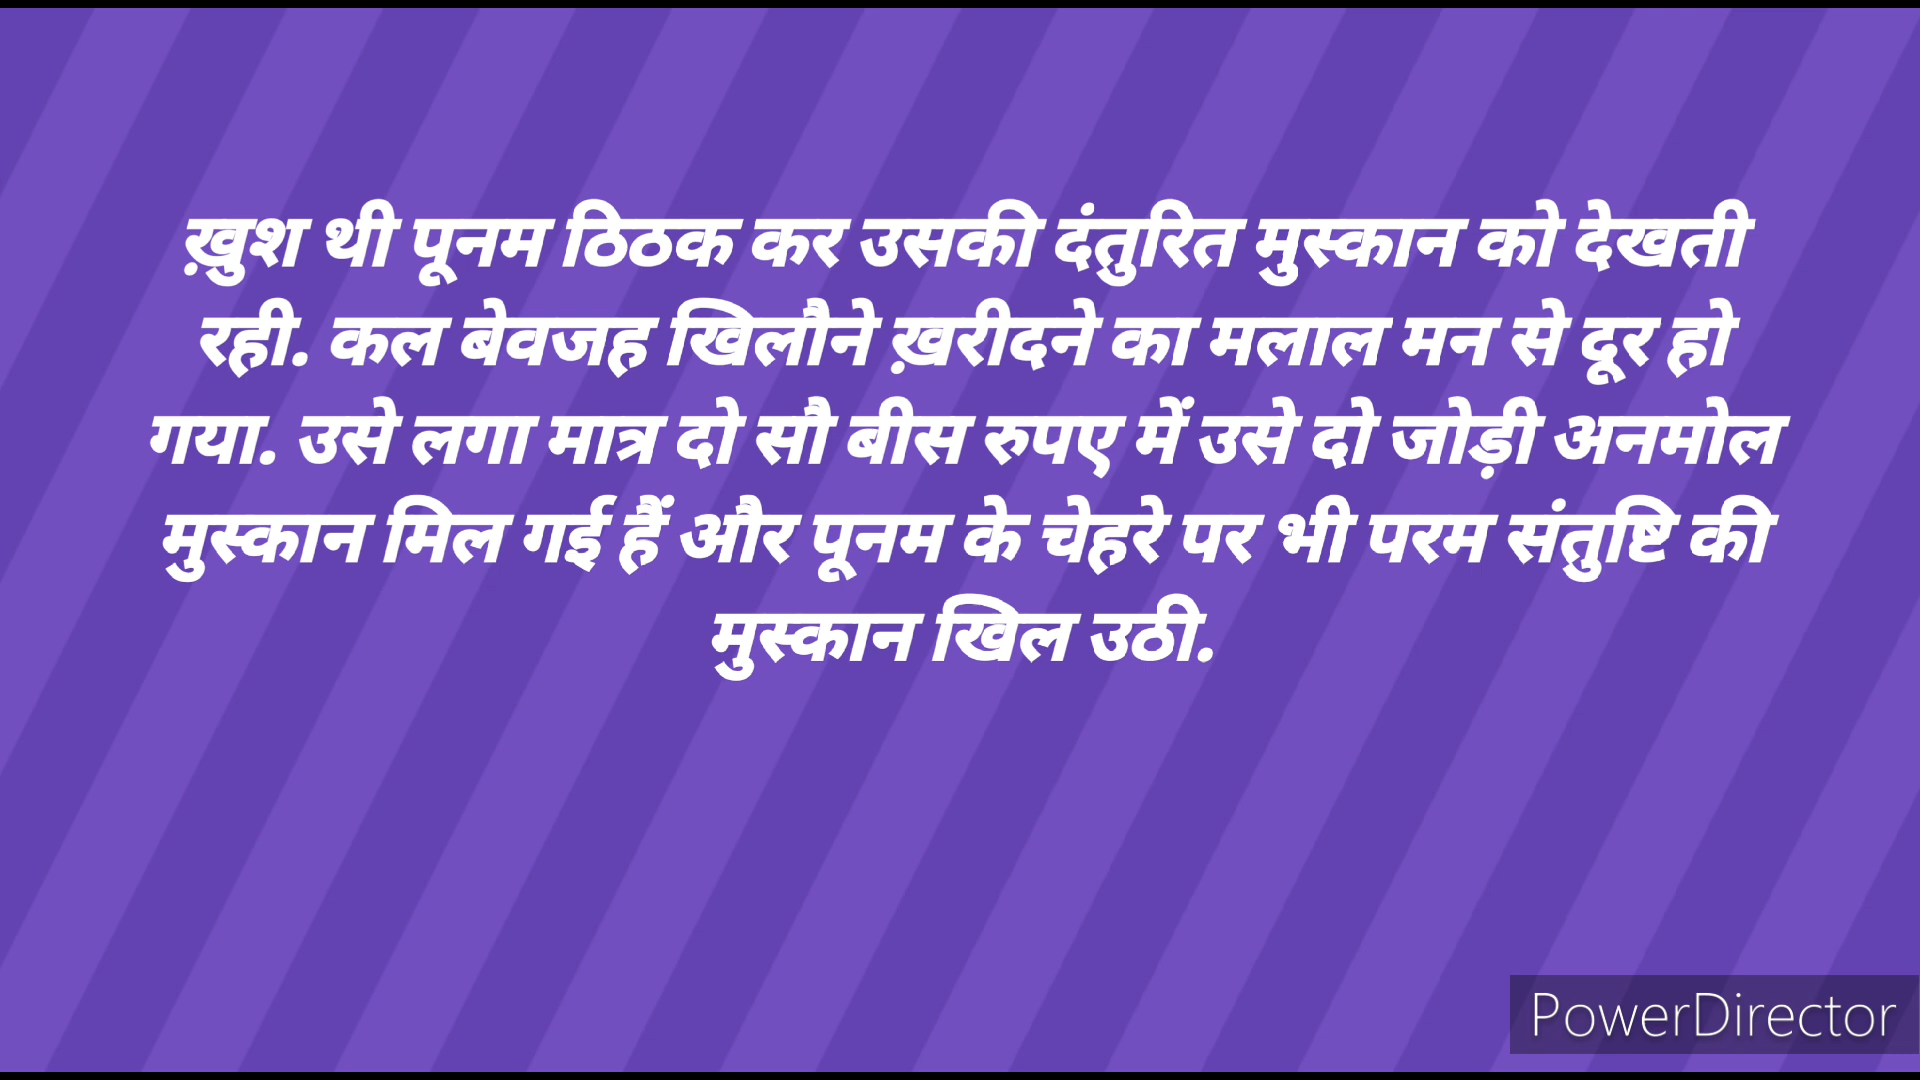 ख़ुश थी पूनम ठिठक कर उसकी दंतुरित मुस्कान को देखती
रही. कल बेवजह खिलौने ख़रीदने का मलाल मन से दूर हो
गया. उसे लगा मात्र दो सौ बीस रुपए में उसे दो जोड़ी अनमोल
मुस्कान मिल गई हैं और पूनम के चेहरे पर भी परम संतुष्टि की
मुस्कान खिल उठी.
PowerDirector